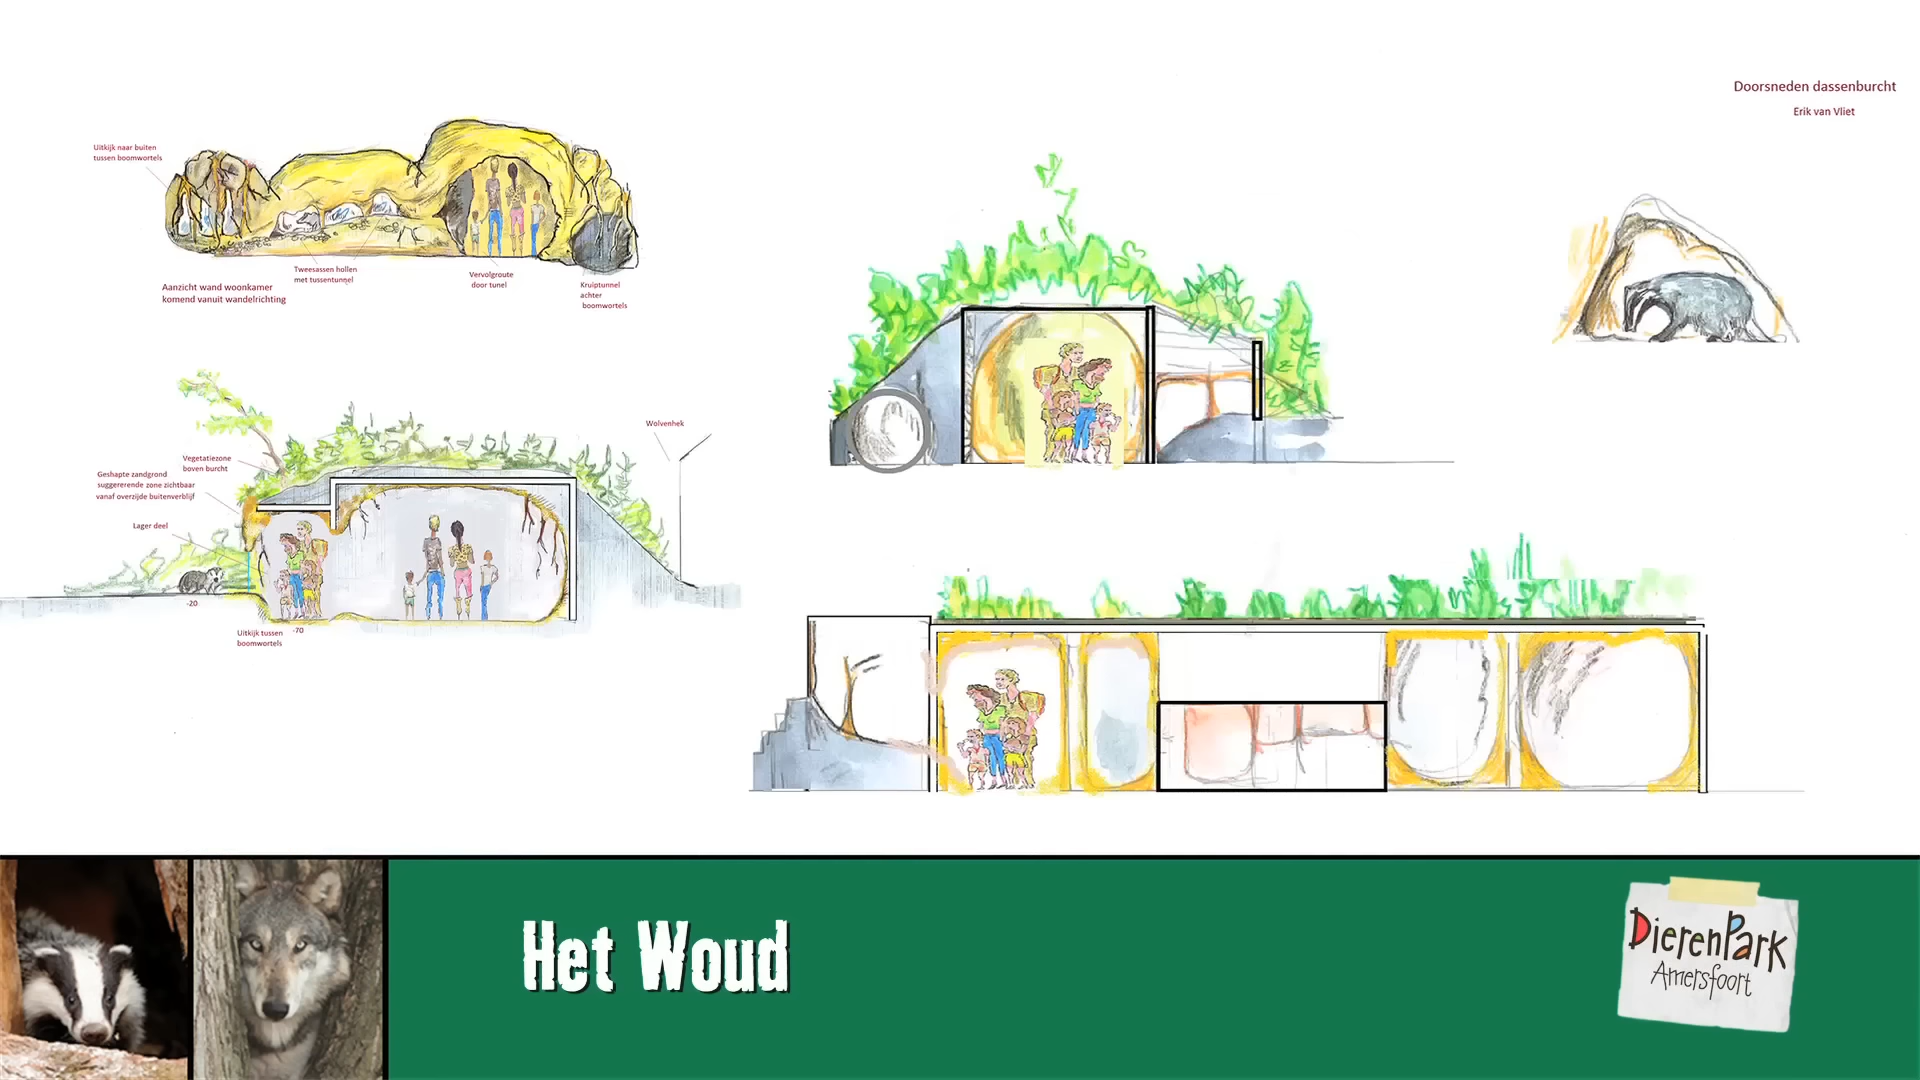 Doorsneden dassenburcht
Erik van Vliet
Uitkijk naar buiten
tussen boomwortels
Tweesassen hollen
met tussentunnel
Vervolgroute
door tunel
Kruiptunnel
achter
boomwortels
Aanzicht wand woonkamer
komend vanuit wandelrichting
Wolvenhek
Vegetatiezone
boven burcht
Geshapte zandgrond
suggererende zone zichtbaar
vanaf overzijde buitenverblijf
Lager deel
-20
-70
Uitkijk tussen
boomwortels
Het Woud
DierenPark
Amersfoort